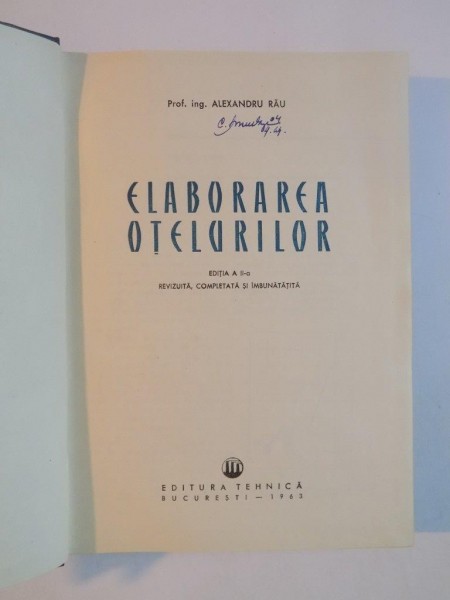 Prof. ing. ALEXANDRU RĂU
ELABORAREA
OȚELURILOR
EDIȚIA A II-a
REVIZUITĂ, COMPLETATĂ ȘI ÎMBUNĂTĂȚITĂ
EDITURA TEHNICĂ
BUCUREȘTI — 1963